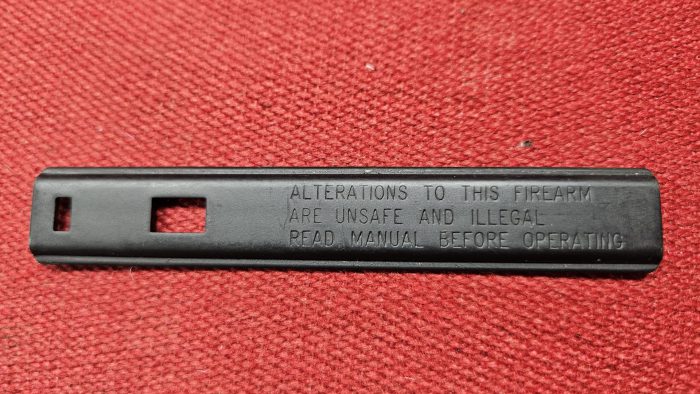 ALTERATIONS TO THIS FIREARM
ARE UNSAFE AND ILLEGAL
READ MANUAL BEFORE OPERATING